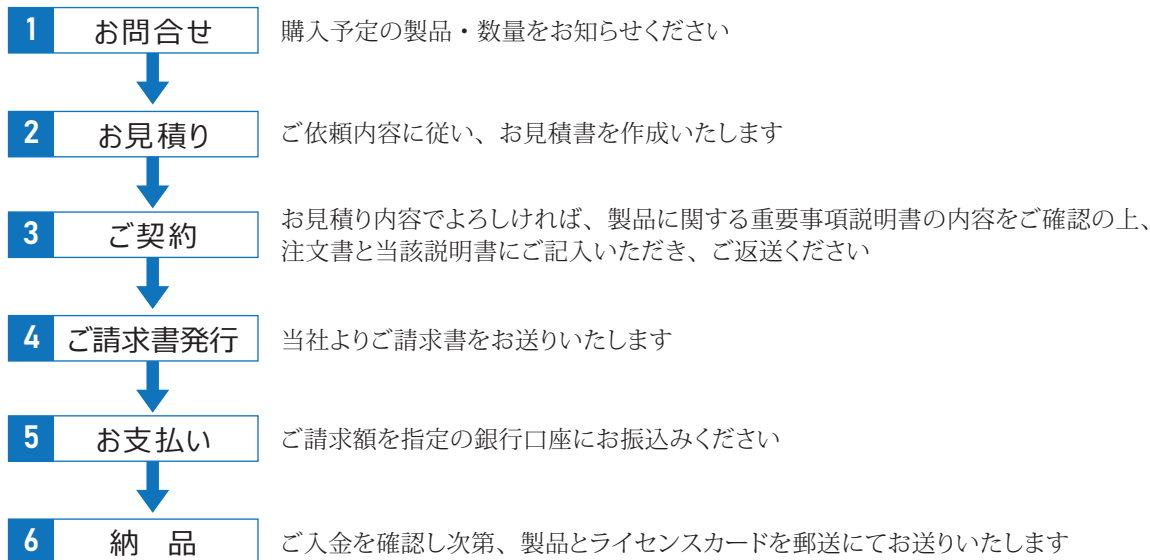 1 お問合せ 購入予定の製品・数量をお知らせください
2 お見積り ご依頼内容に従い、お見積書を作成いたします
3 ご契約 お見積り内容でよろしければ、製品に関する重要事項説明書の内容をご確認の上、
注文書と当該説明書にご記入いただき、ご返送ください
4 ご請求書発行 当社よりご請求書をお送りいたします
5 お支払い ご請求額を指定の銀行口座にお振込みください
6 納　品 ご入金を確認し次第、製品とライセンスカードを郵送にてお送りいたします